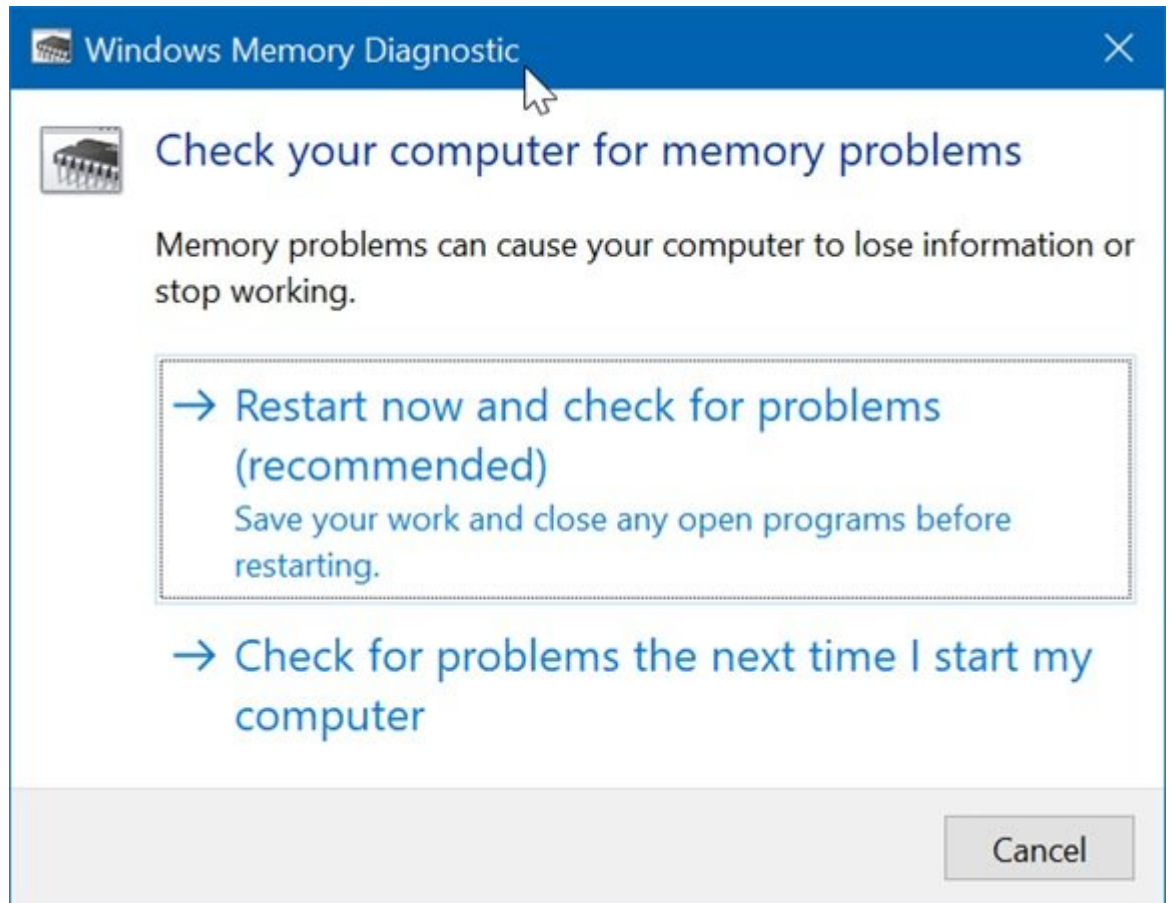 Windows Memory Diagnostic
Check your computer for memory problems
Memory problems can cause your computer to lose information or
stop working.
→ Restart now and check for problems
(recommended)
Save your work and close any open programs before
restarting.
→ Check for problems the next time I start my
computer
Cancel